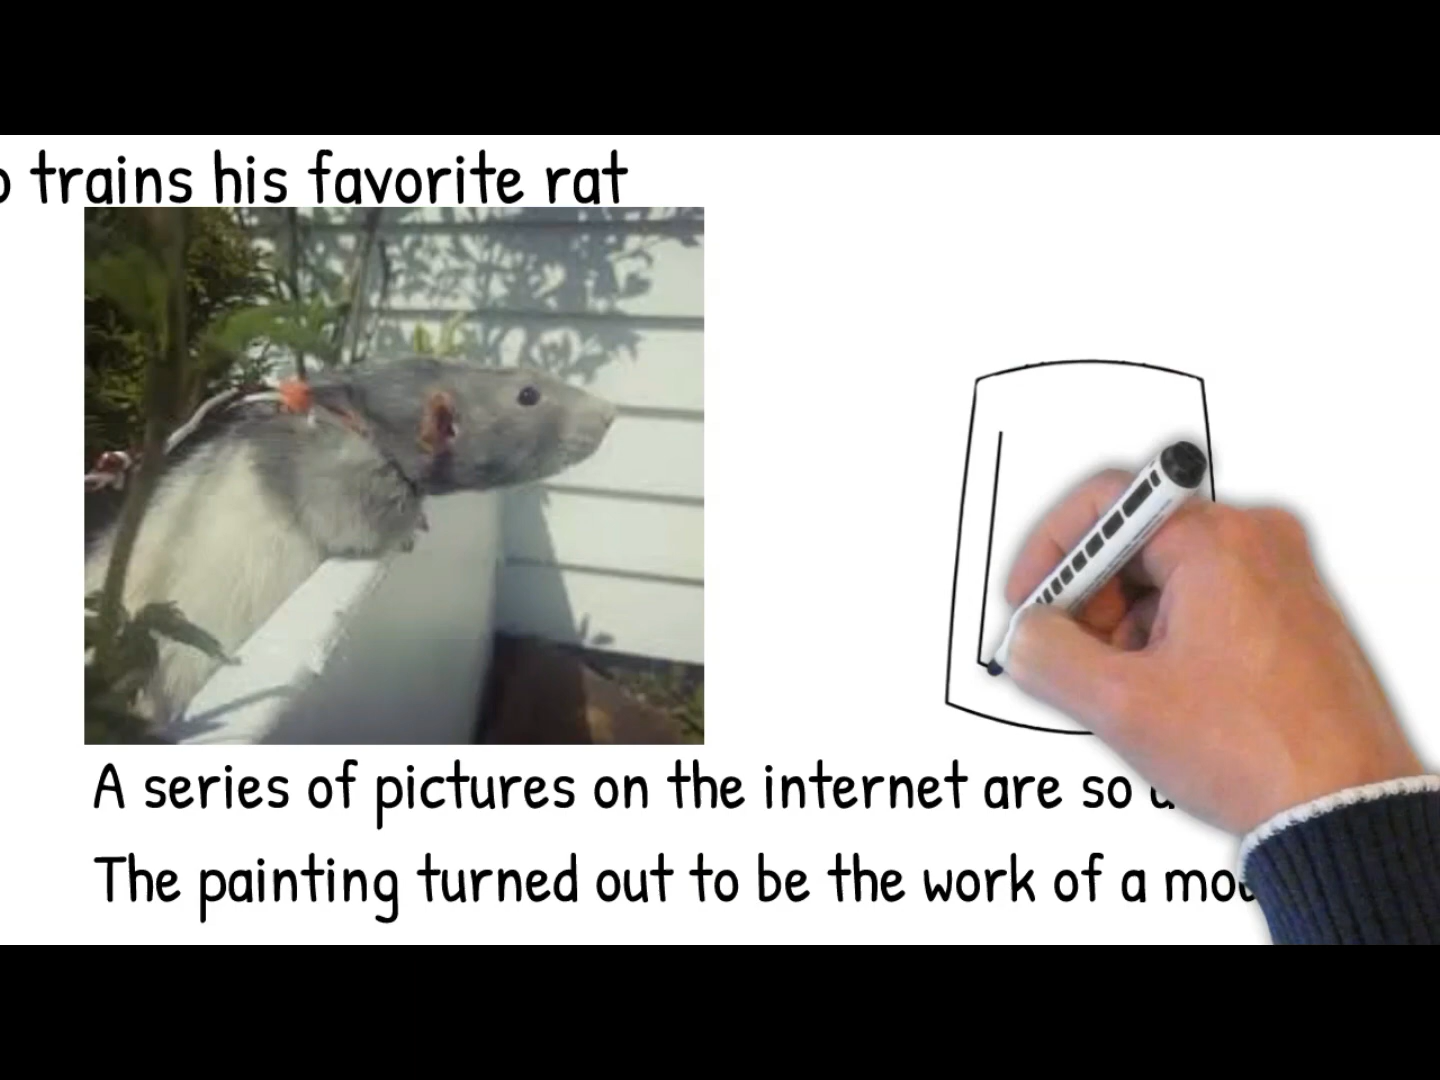 trains his favorite rat
A series of pictures on the internet are so
The painting turned out to be the work of a